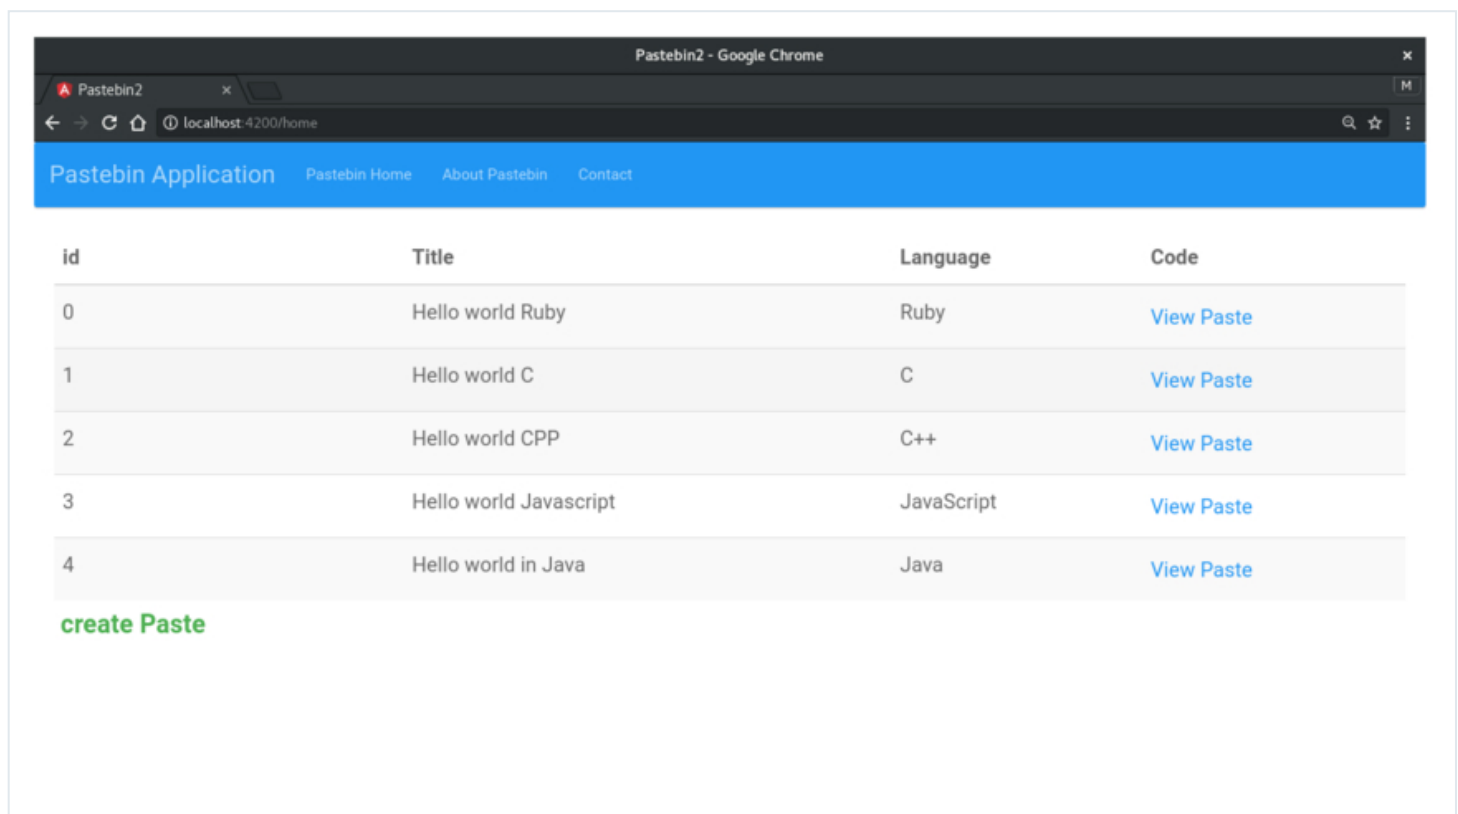 Pastebin2 - Google Chrome
Pastebin2
M
localhost:4200/home
Pastebin Application Pastebin Home About Pastebin Contact
id Title Language Code
0 Hello world Ruby Ruby View Paste
1 Hello world C C View Paste
2 Hello world CPP C++ View Paste
3 Hello world Javascript JavaScript View Paste
4 Hello world in Java Java View Paste
create Paste